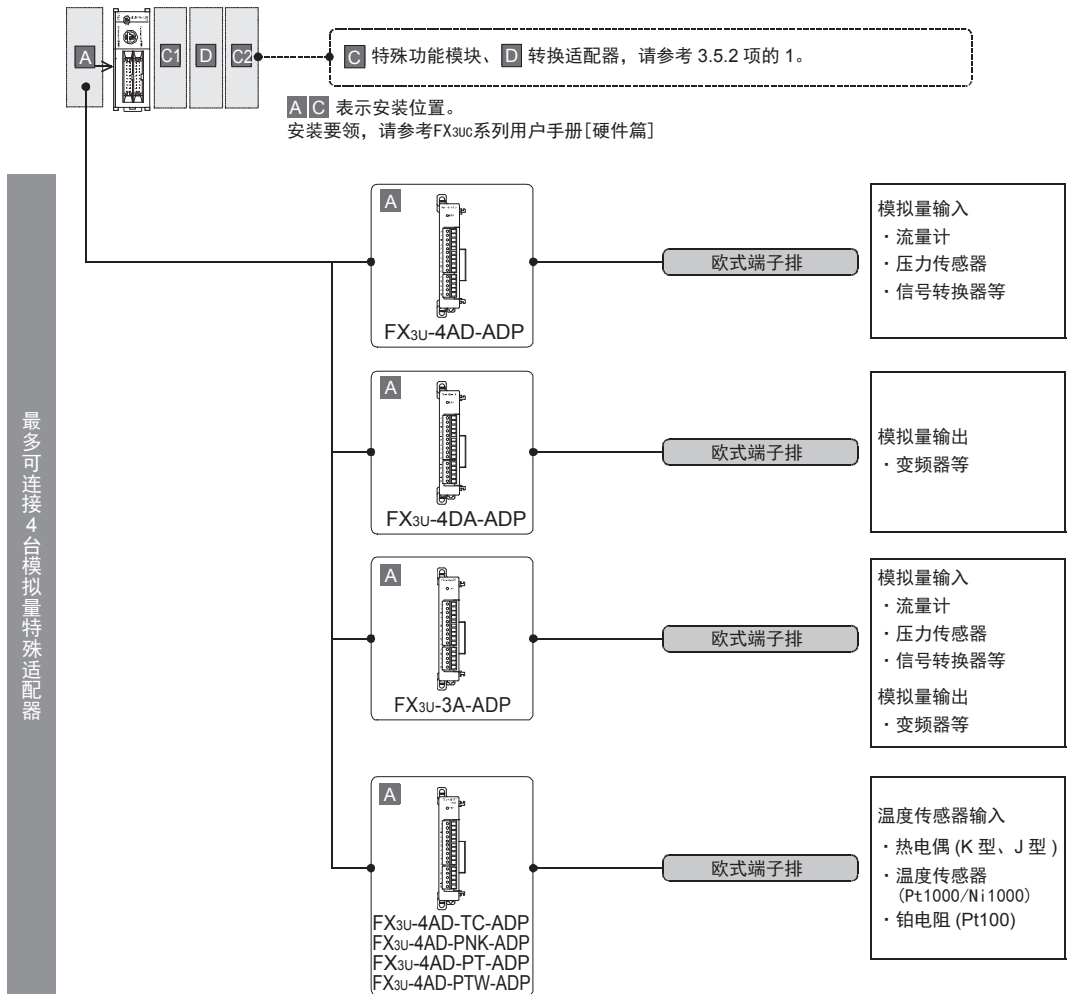 A C1 D C2
C 特殊功能模块、D 转换适配器，请参考 3.5.2 项的 1。
A C 表示安装位置。
安装要领，请参考FX3UC系列用户手册[硬件篇]
最多可连接4台模拟量特殊适配器
A
FX3U-4AD-ADP
欧式端子排
模拟量输入
・流量计
・压力传感器
・信号转换器等
A
FX3U-4DA-ADP
欧式端子排
模拟量输出
・变频器等
A
FX3U-3A-ADP
欧式端子排
模拟量输入
・流量计
・压力传感器
・信号转换器等
模拟量输出
・变频器等
A
FX3U-4AD-TC-ADP
FX3U-4AD-PNK-ADP
FX3U-4AD-PT-ADP
FX3U-4AD-PTW-ADP
欧式端子排
温度传感器输入
・热电偶 (K 型、J 型 )
・温度传感器
(Pt1000/Ni1000)
・铂电阻 (Pt100)